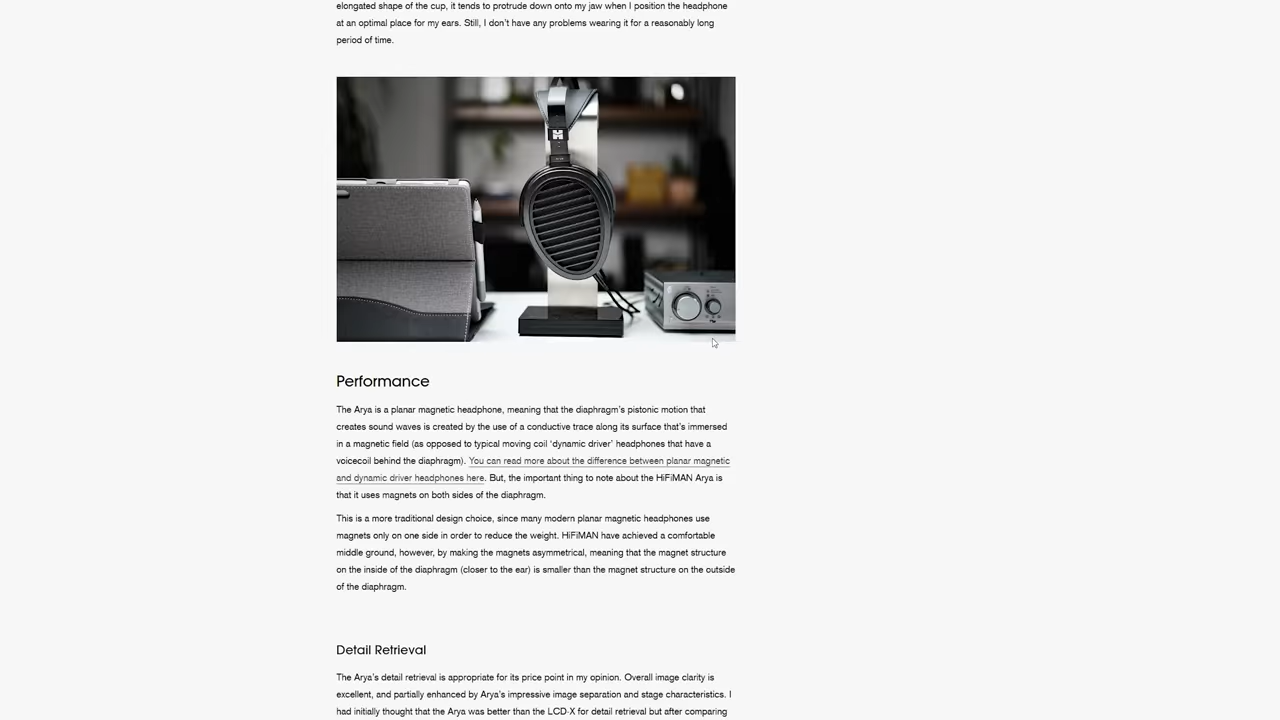 elongated shape of the cup, it tends to protrude down onto my jaw when I position the headphone
at an optimal place for my ears. Still, I don't have any problems wearing it for a reasonably long
period of time.
Performance
The Arya is a planar magnetic headphone, meaning that the diaphragm's pistonic motion that
creates sound waves is created by the use of a conductive trace along its surface that's immersed
in a magnetic field (as opposed to typical moving coil 'dynamic driver' headphones that have a
voicecoil behind the diaphragm). You can read more about the difference between planar magnetic
and dynamic driver headphones here. But, the important thing to note about the HiFiMAN Arya is
that it uses magnets on both sides of the diaphragm.
This is a more traditional design choice, since many modern planar magnetic headphones use
magnets only on one side in order to reduce the weight. HiFiMAN have achieved a comfortable
middle ground, however, by making the magnets asymmetrical, meaning that the magnet structure
on the inside of the diaphragm (closer to the ear) is smaller than the magnet structure on the outside
of the diaphragm.
Detail Retrieval
The Arya's detail retrieval is appropriate for its price point in my opinion. Overall image clarity is
excellent, and partially enhanced by Arya's impressive image separation and stage characteristics. I
had initially thought that the Arya was better than the LCD-X for detail retrieval but after comparing